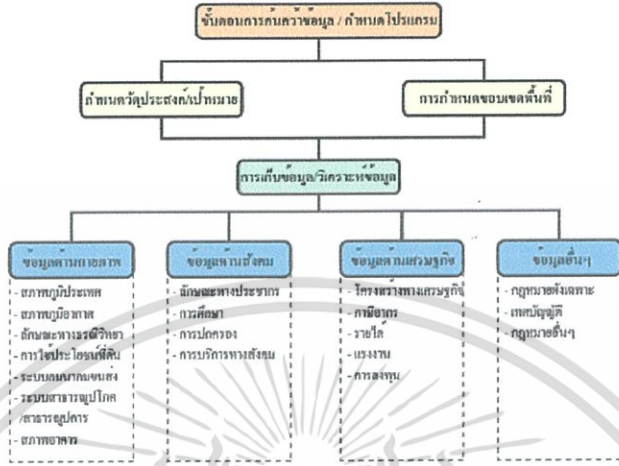 ขั้นตอนการค้นคว้าข้อมูล / กำหนดโปรแกรม
กำหนดวัตุประสงค์/เป้าหมาย
การกำหนดขอบเขตพื้นที่
การเก็บข้อมูล/วิเคราะห์ข้อมูล
ข้อมูลด้านกายภาพ
- สภาพภูมิประเทศ
- สภาพภูมิอากาศ
- ลักษณะทางธรณีวิทยา
- การใช้ประโยชน์ที่ดิน
- ระบบคมนาคมขนส่ง
- ระบบสาธารณูปโภค
/สาธารณูปการ
- สภาพอาคาร
ข้อมูลด้านสังคม
- ลักษณะทางประชากร
- การศึกษา
- การปกครอง
- การบริการทางสังคม
ข้อมูลด้านเศรษฐกิจ
- โครงสร้างทางเศรษฐกิจ
- ภาษีอากร
- รายได้
- แรงงาน
- การลงทุน
ข้อมูลอื่นๆ
- กฎหมายผังเฉพาะ
- เทศบัญญัติ
- กฎหมายอื่นๆ